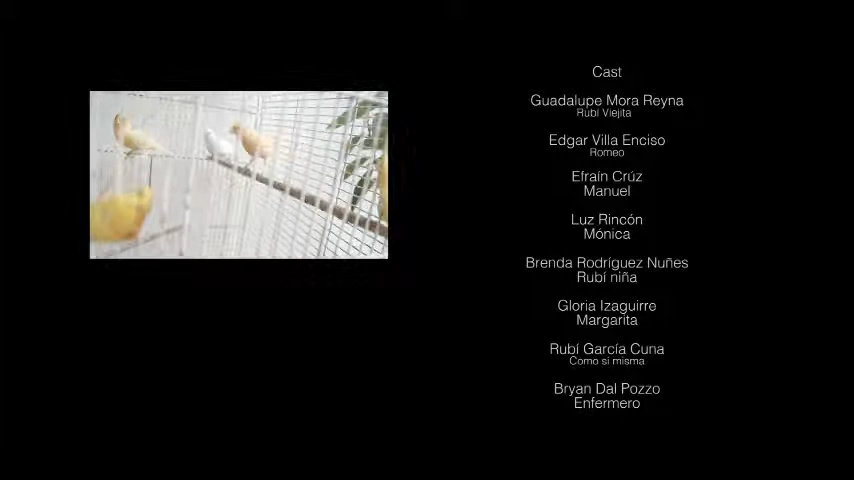 Cast
Guadalupe Mora Reyna
Rubí Viejita
Edgar Villa Enciso
Romeo
Efraín Crúz
Manuel
Luz Rincón
Mónica
Brenda Rodríguez Nuñes
Rubí niña
Gloria Izaguirre
Margarita
Rubí García Cuna
Como si misma
Bryan Dal Pozzo
Enfermero